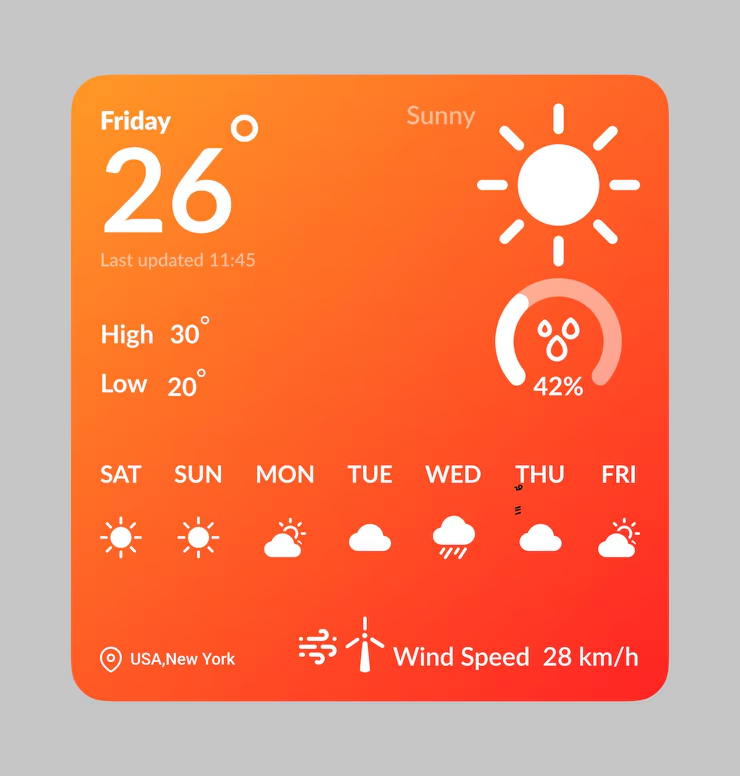 Friday
Sunny
26°
Last updated 11:45
High 30°
Low 20°
42%
SAT SUN MON TUE WED THU FRI
USA,New York
Wind Speed 28 km/h